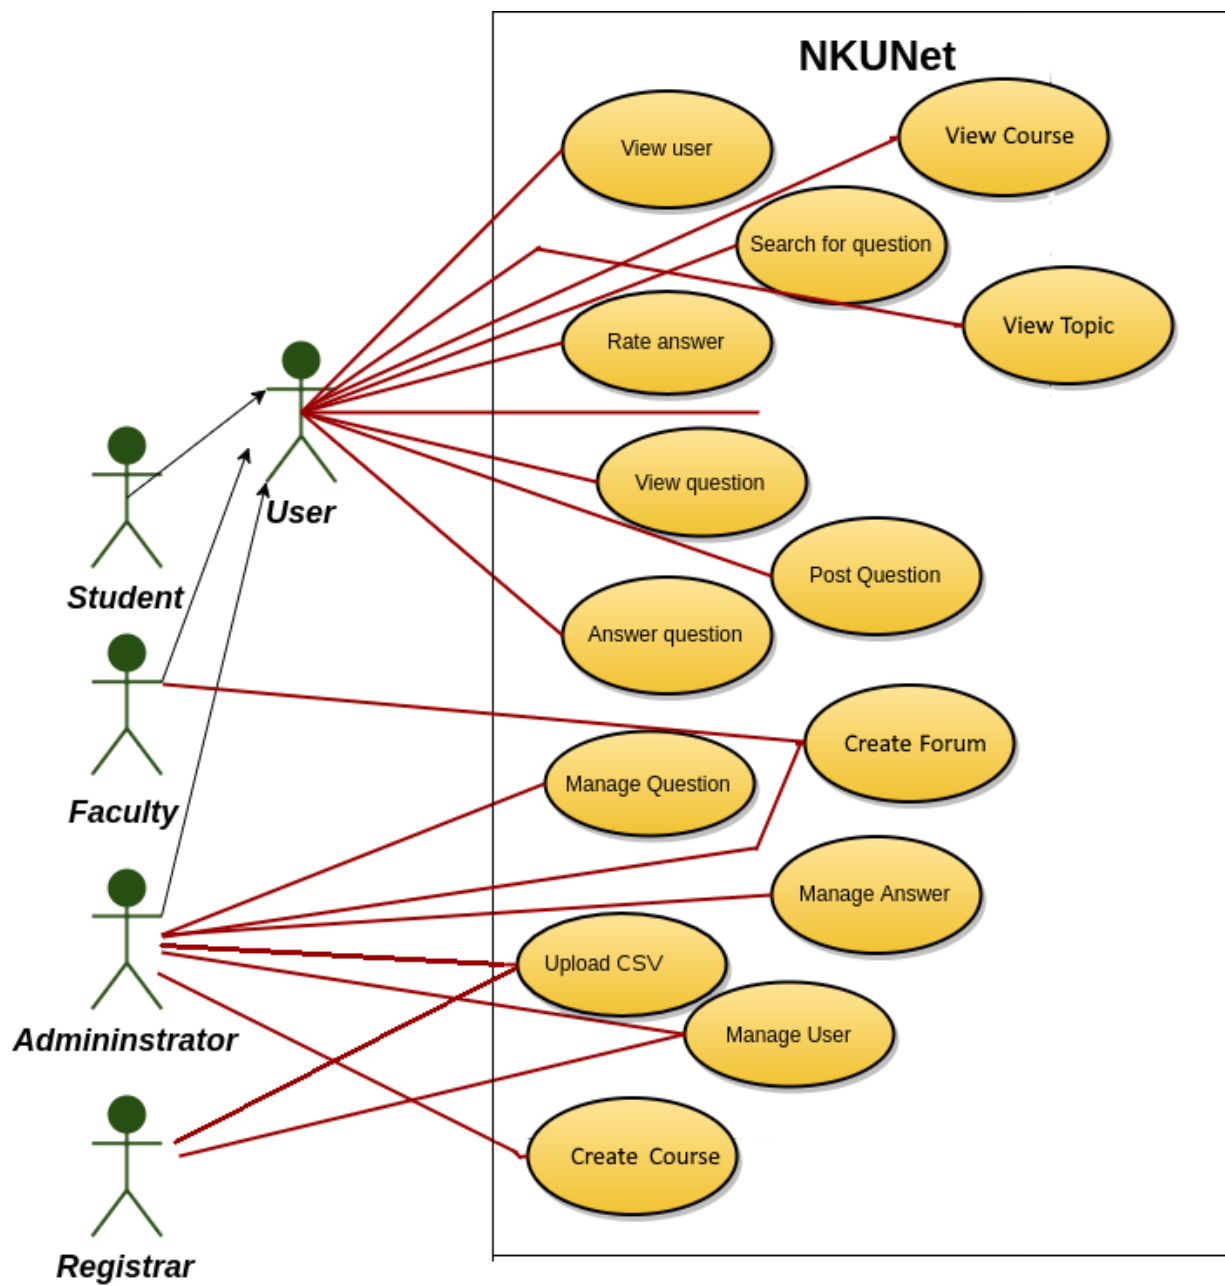 NKUNet
View user
View Course
Search for question
View Topic
Rate answer
User
View question
Student
Post Question
Answer question
Faculty
Create Forum
Manage Question
Manage Answer
Admininstrator
Upload CSV
Manage User
Create Course
Registrar